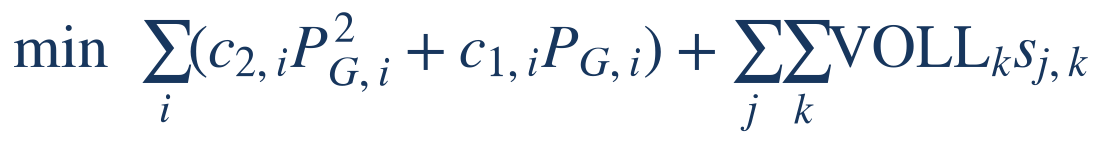 min ∑_i (c_{2,i} P_{G,i}^2 + c_{1,i} P_{G,i}) + ∑_j ∑_k VOLL_k s_{j,k}